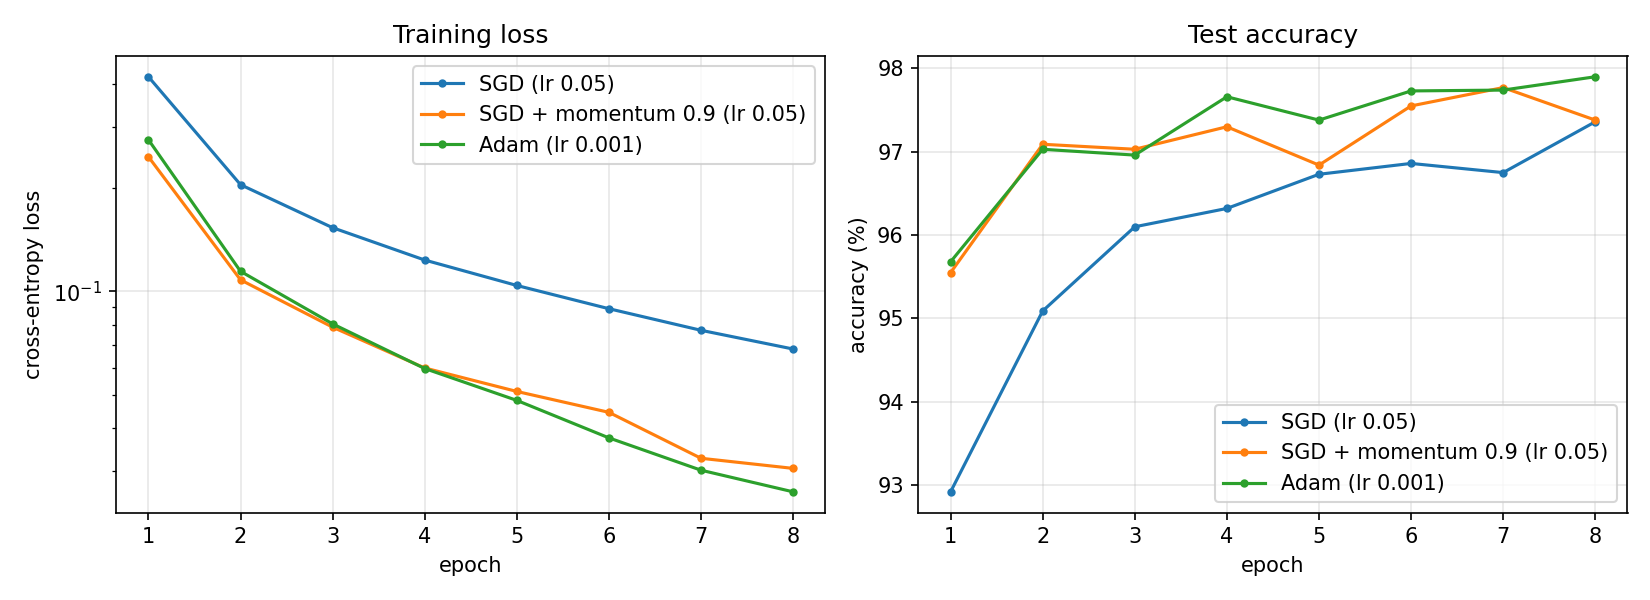 Training loss
cross-entropy loss
10⁻¹
SGD (lr 0.05)
SGD + momentum 0.9 (lr 0.05)
Adam (lr 0.001)
1 2 3 4 5 6 7 8
epoch
Test accuracy
accuracy (%)
98
97
96
95
94
93
SGD (lr 0.05)
SGD + momentum 0.9 (lr 0.05)
Adam (lr 0.001)
1 2 3 4 5 6 7 8
epoch